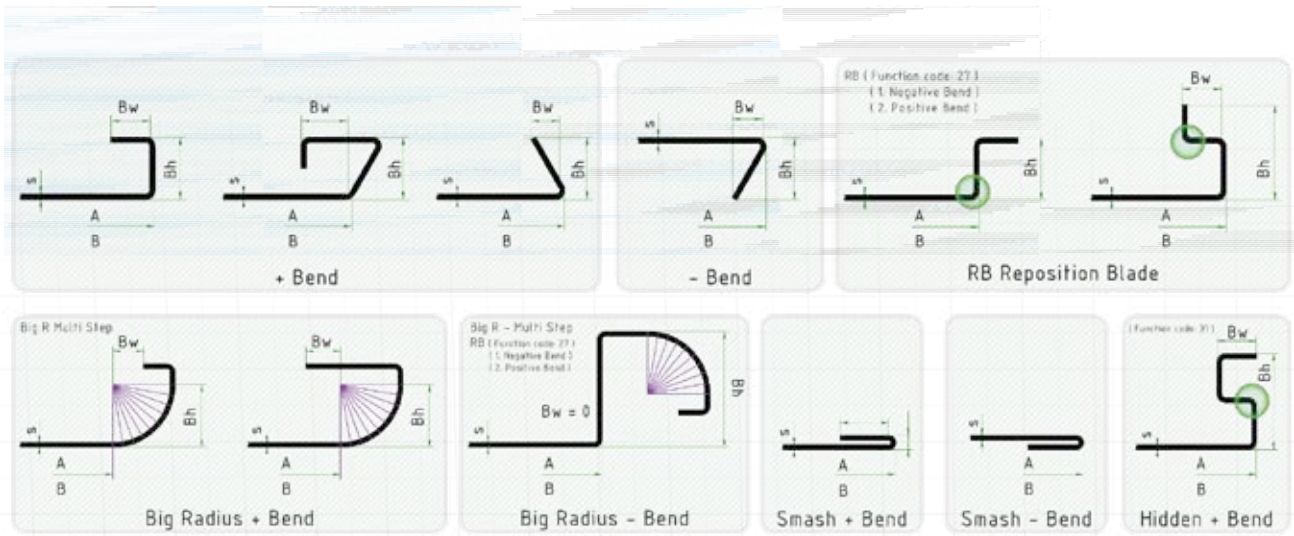 Bw
s
Bh
A
B
Bw
s
Bh
A
B
Bw
s
Bh
A
B
+ Bend
Bw
s
Bh
A
B
- Bend
RB ( Function code: 27 )
( 1. Negative Bend )
( 2. Positive Bend )
s
Bh
A
B
Bw
s
Bh
A
B
RB Reposition Blade
Big R Multi Step
Bw
s
Bh
A
B
Bw
s
Bh
A
B
Big Radius + Bend
Big R - Multi Step
RB ( Function code: 27 )
( 1. Negative Bend )
( 2. Positive Bend )
Bw = 0
s
Bh
A
B
Big Radius - Bend
s
A
B
Smash + Bend
s
A
B
Smash - Bend
( Function code: 31 )
Bw
s
Bh
A
B
Hidden + Bend